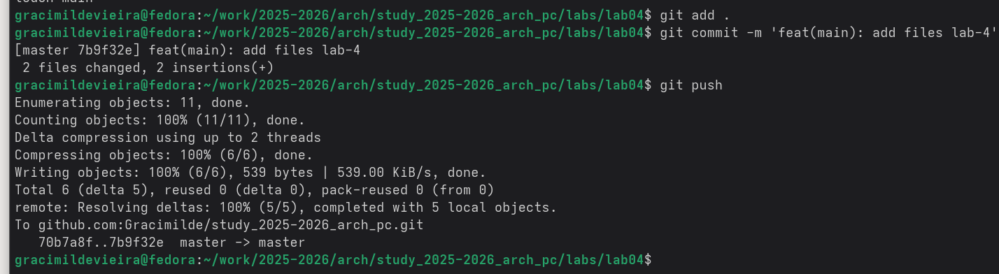 gracimildevieira@fedora:~/work/2025-2026/arch/study_2025-2026_arch_pc/labs/lab04$ git add .
gracimildevieira@fedora:~/work/2025-2026/arch/study_2025-2026_arch_pc/labs/lab04$ git commit -m 'feat(main): add files lab-4'
[master 7b9f32e] feat(main): add files lab-4
 2 files changed, 2 insertions(+)
gracimildevieira@fedora:~/work/2025-2026/arch/study_2025-2026_arch_pc/labs/lab04$ git push
Enumerating objects: 11, done.
Counting objects: 100% (11/11), done.
Delta compression using up to 2 threads
Compressing objects: 100% (6/6), done.
Writing objects: 100% (6/6), 539 bytes | 539.00 KiB/s, done.
Total 6 (delta 5), reused 0 (delta 0), pack-reused 0 (from 0)
remote: Resolving deltas: 100% (5/5), completed with 5 local objects.
To github.com:Gracimilde/study_2025-2026_arch_pc.git
   70b7a8f..7b9f32e  master -> master
gracimildevieira@fedora:~/work/2025-2026/arch/study_2025-2026_arch_pc/labs/lab04$